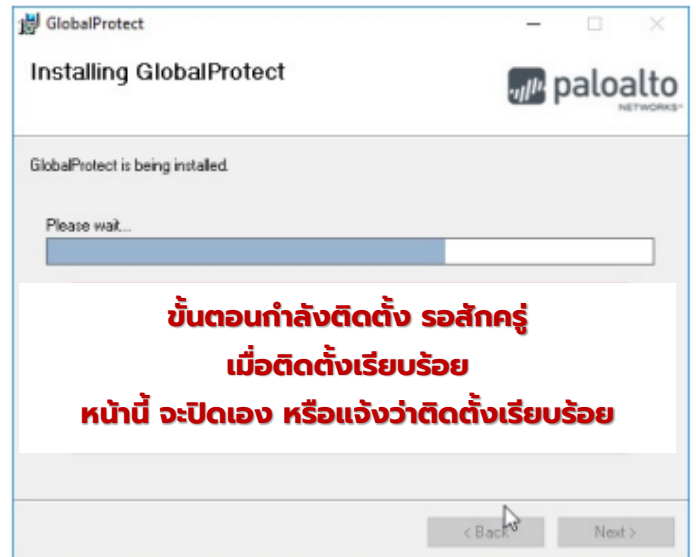 GlobalProtect
Installing GlobalProtect
paloalto
NETWORKS
GlobalProtect is being installed.
Please wait...
ขั้นตอนกำลังติดตั้ง รอสักครู่
เมื่อติดตั้งเรียบร้อย
หน้านี้ จะปิดเอง หรือแจ้งว่าติดตั้งเรียบร้อย
< Back
Next >